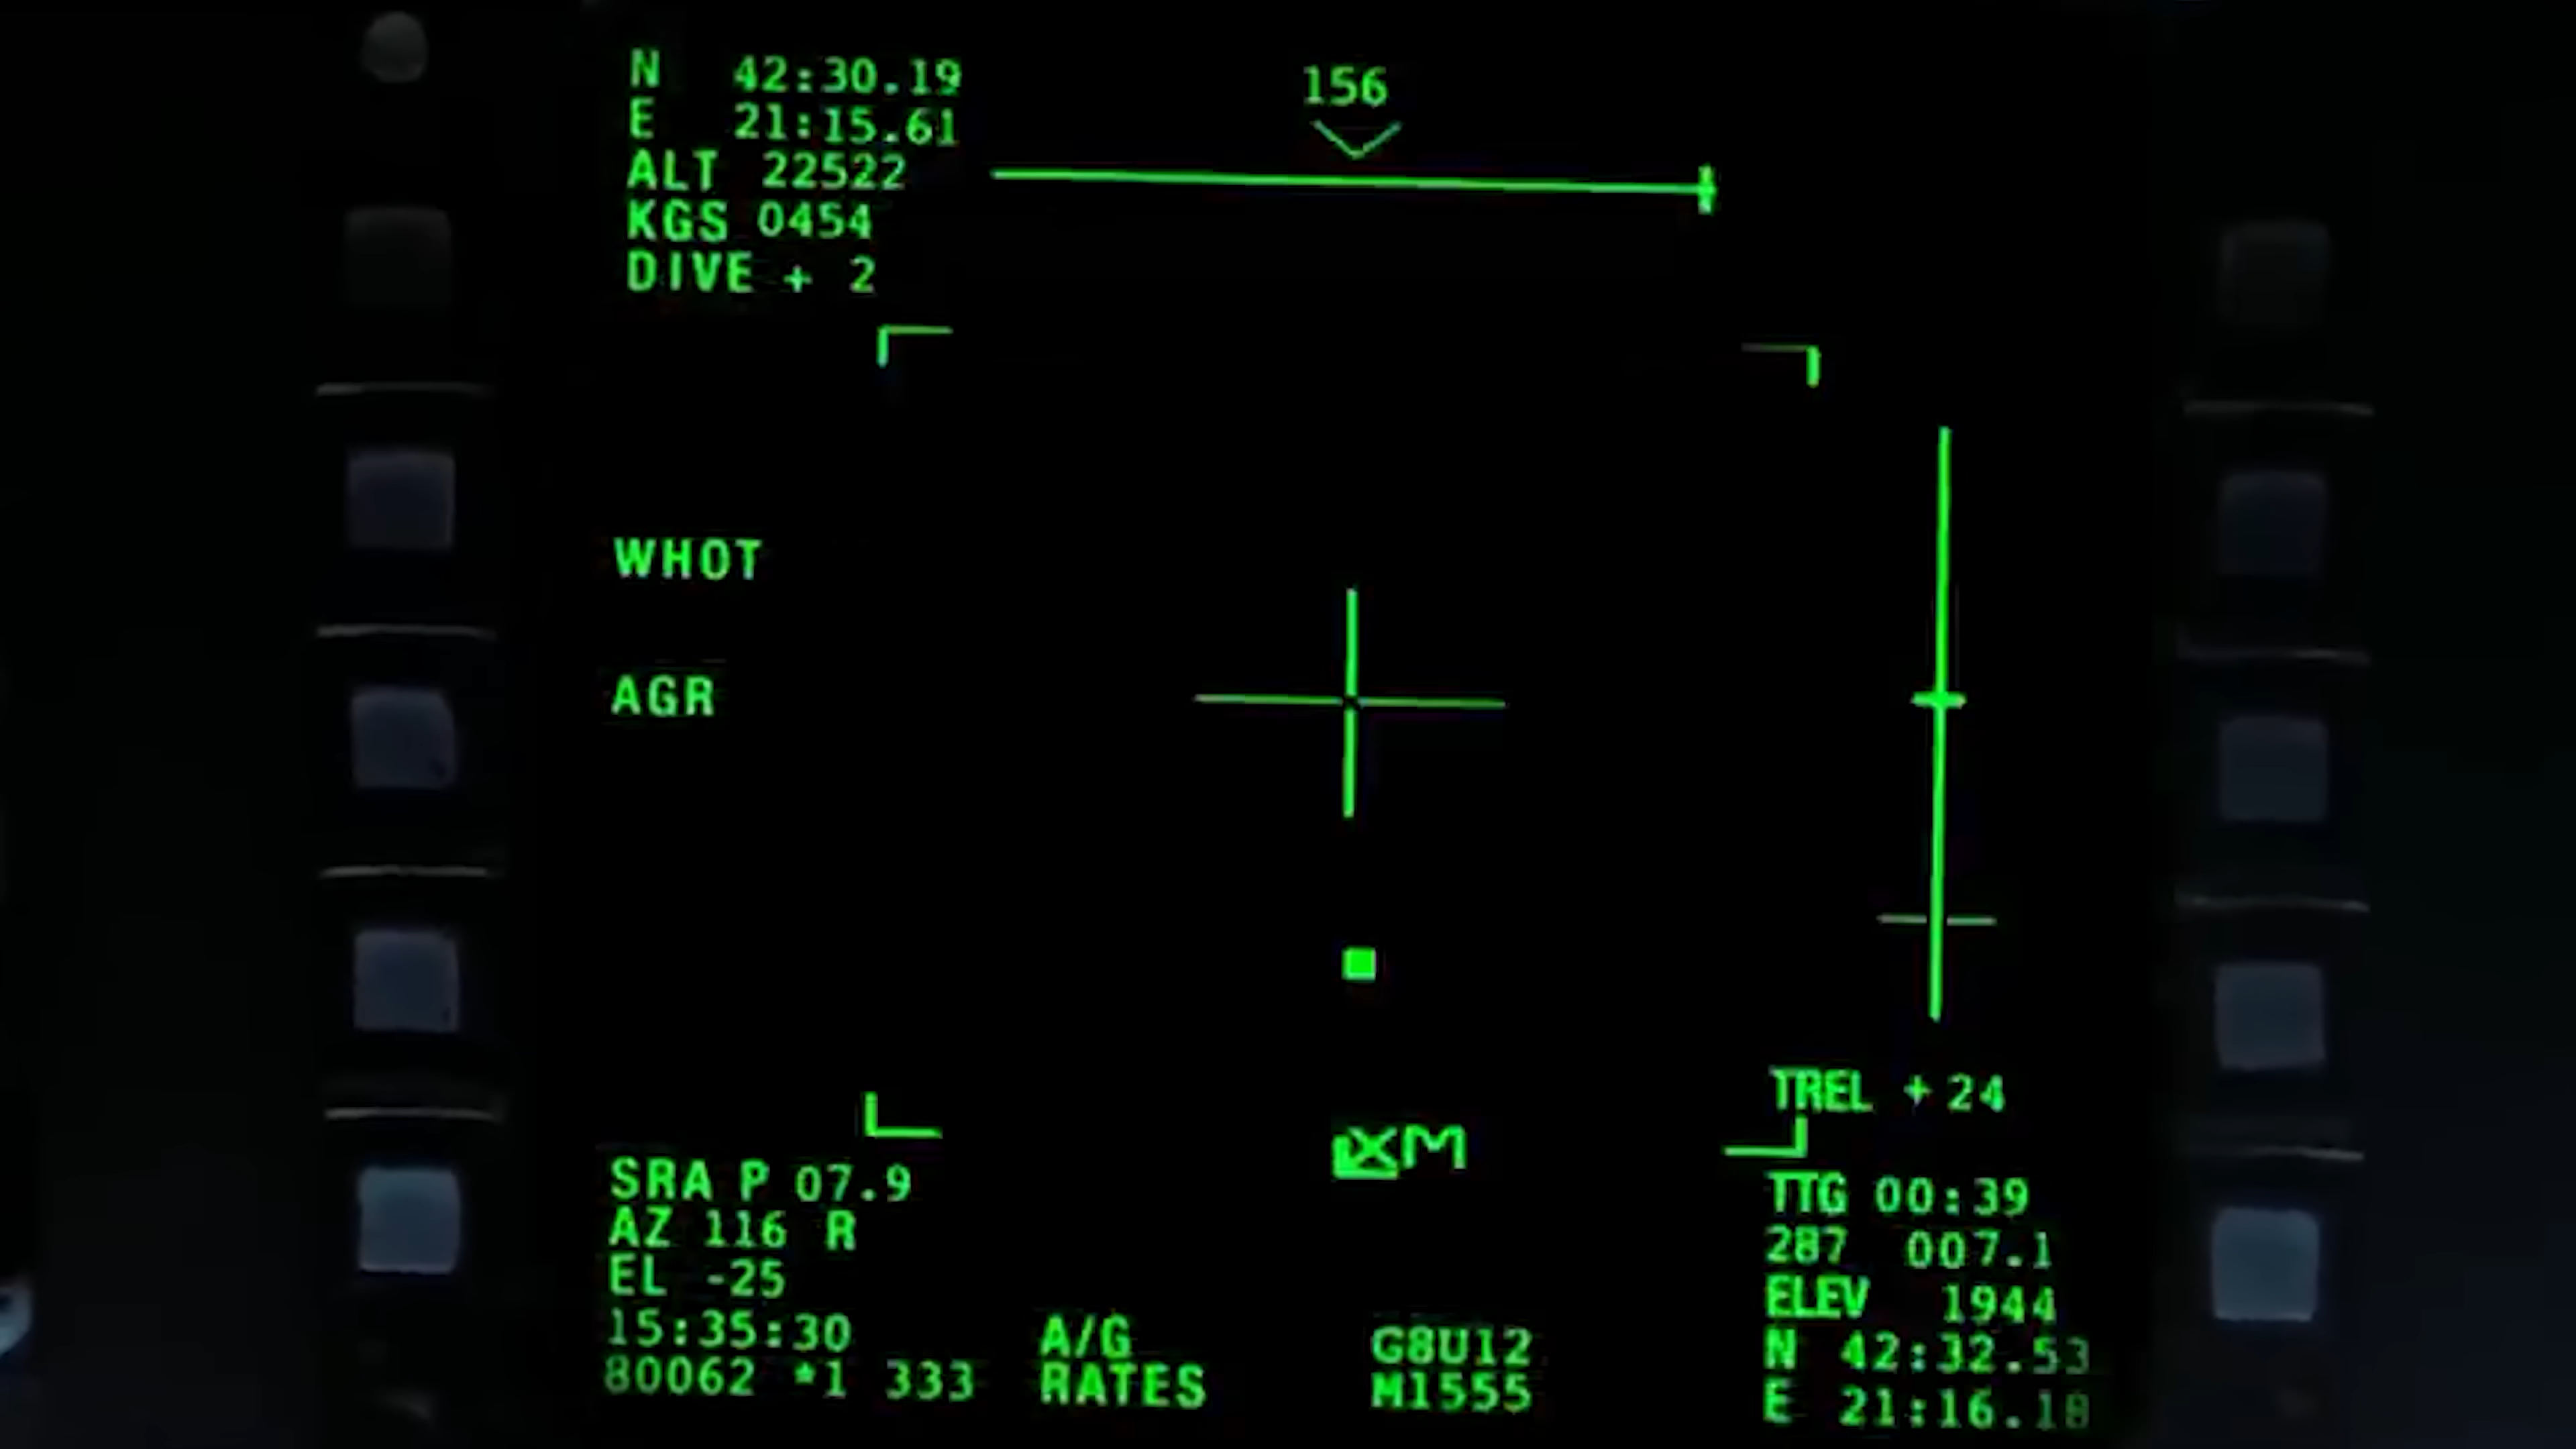 N 42:30.19
E 21:15.61
ALT 22522
KGS 0454
DIVE + 2
156
WHOT
AGR
TREL +24
SRA P 07.9
AZ 116 R
EL -25
15:35:30
80062 *1 333
A/G
RATES
G8U12
M1555
TTG 00:39
287 007.1
ELEV 1944
N 42:32.53
E 21:16.18